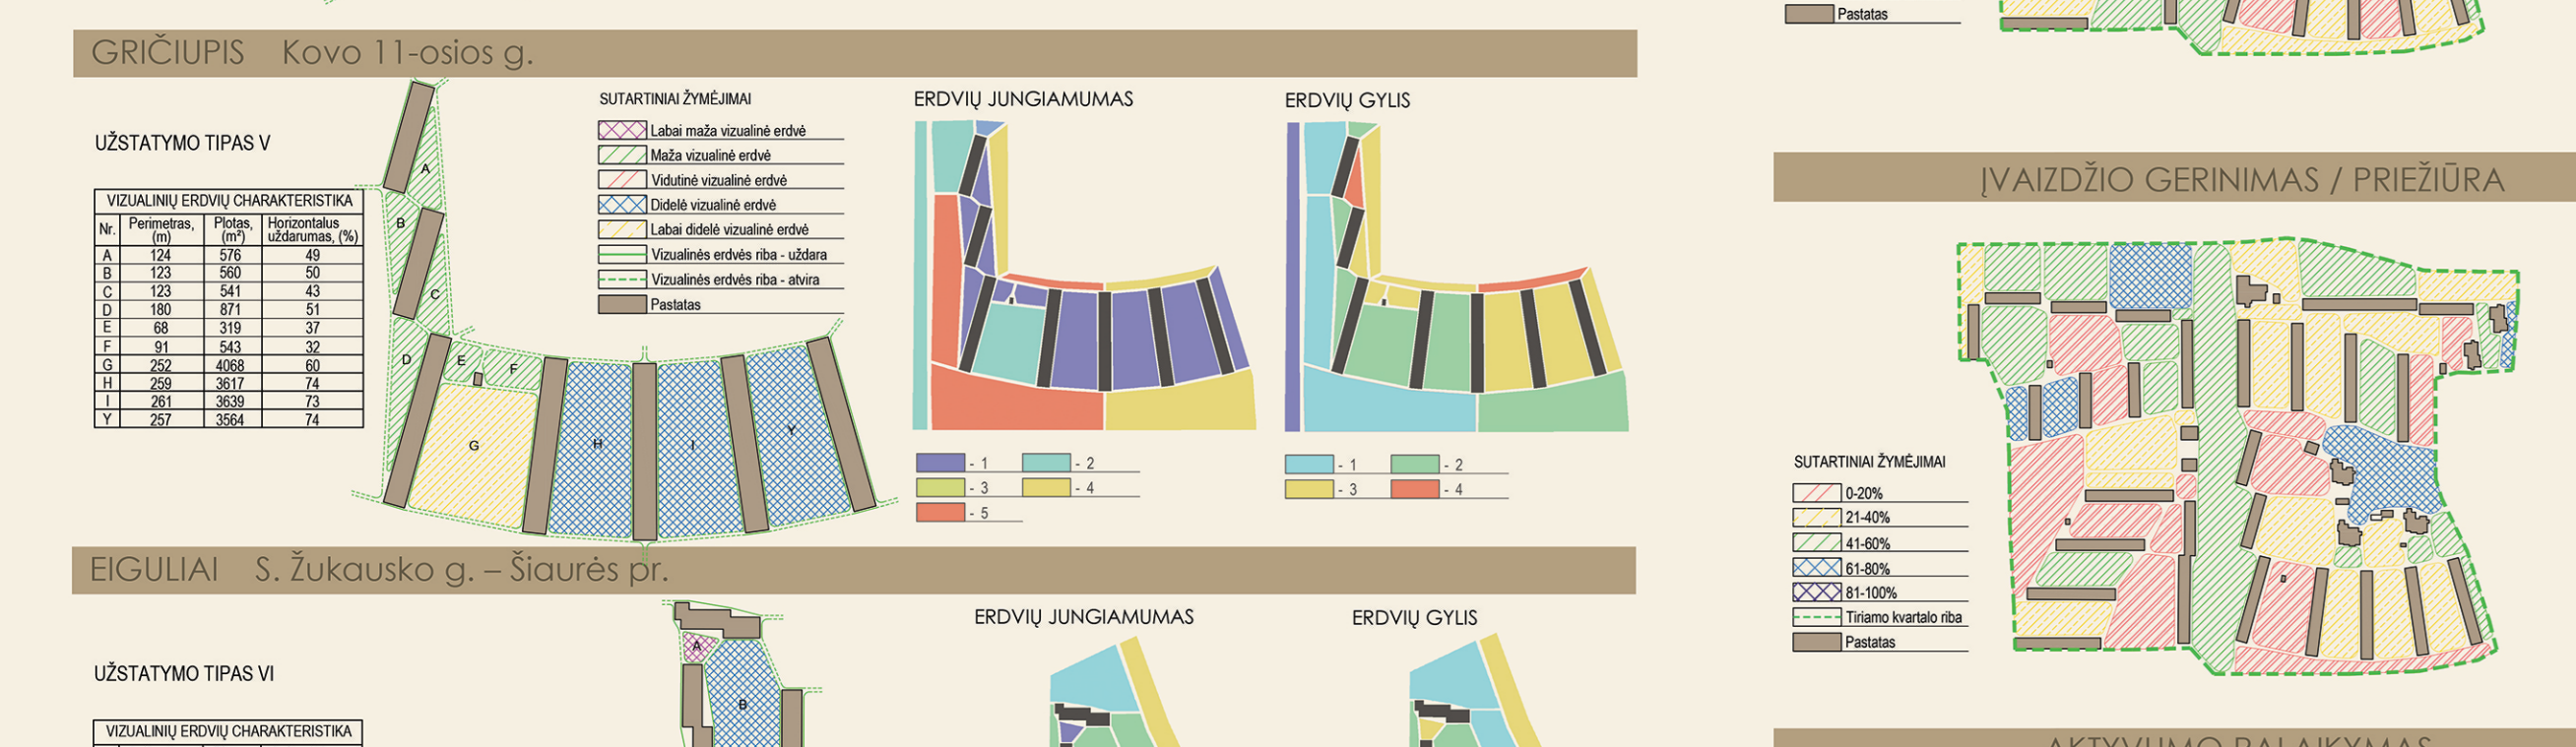 Pastatas
GRIČIUPIS Kovo 11-osios g.
UŽSTATYMO TIPAS V
VIZUALINIŲ ERDVIŲ CHARAKTERISTIKA
Nr. Perimetras, (m) Plotas, (m²) Horizontalus uždarumas, (%)
A 124 576 49
B 123 560 50
C 123 541 43
D 180 871 51
E 68 319 37
F 91 543 32
G 252 4068 60
H 259 3617 74
I 261 3639 73
Y 257 3564 74
A
B
C
D
E
F
G
H
I
Y
SUTARTINIAI ŽYMĖJIMAI
Labai maža vizualinė erdvė
Maža vizualinė erdvė
Vidutinė vizualinė erdvė
Didelė vizualinė erdvė
Labai didelė vizualinė erdvė
Vizualinės erdvės riba - uždara
Vizualinės erdvės riba - atvira
Pastatas
ERDVIŲ JUNGIAMUMAS
- 1 - 2
- 3 - 4
- 5
ERDVIŲ GYLIS
- 1 - 2
- 3 - 4
EIGULIAI S. Žukausko g. – Šiaurės pr.
UŽSTATYMO TIPAS VI
VIZUALINIŲ ERDVIŲ CHARAKTERISTIKA
A
B
ERDVIŲ JUNGIAMUMAS
ERDVIŲ GYLIS
ĮVAIZDŽIO GERINIMAS / PRIEŽIŪRA
SUTARTINIAI ŽYMĖJIMAI
0-20%
21-40%
41-60%
61-80%
81-100%
Tiriamo kvartalo riba
Pastatas
AKTYVUMO PALAIKYMAS